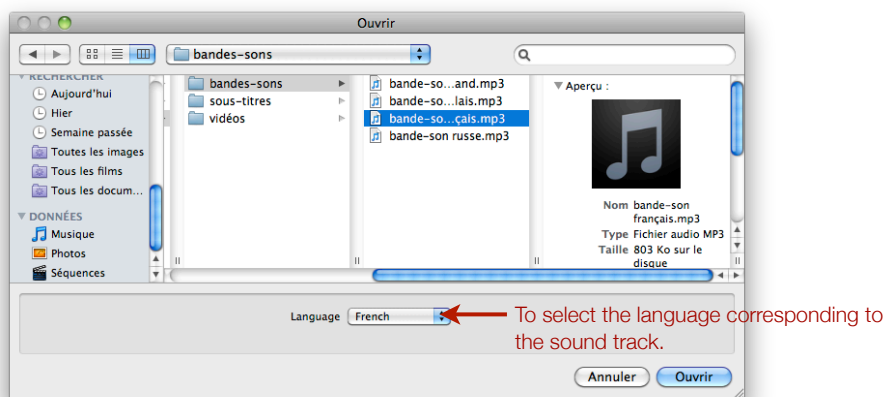 Ouvrir
bandes-sons
RECHERCHER
Aujourd'hui
Hier
Semaine passée
Toutes les images
Tous les films
Tous les docum...
DONNÉES
Musique
Photos
Séquences
bandes-sons
sous-titres
vidéos
bande-so...and.mp3
bande-so...lais.mp3
bande-so...çais.mp3
bande-son russe.mp3
Aperçu :
Nom bande-son
français.mp3
Type Fichier audio MP3
Taille 803 Ko sur le
disque
Language French
To select the language corresponding to
the sound track.
Annuler Ouvrir